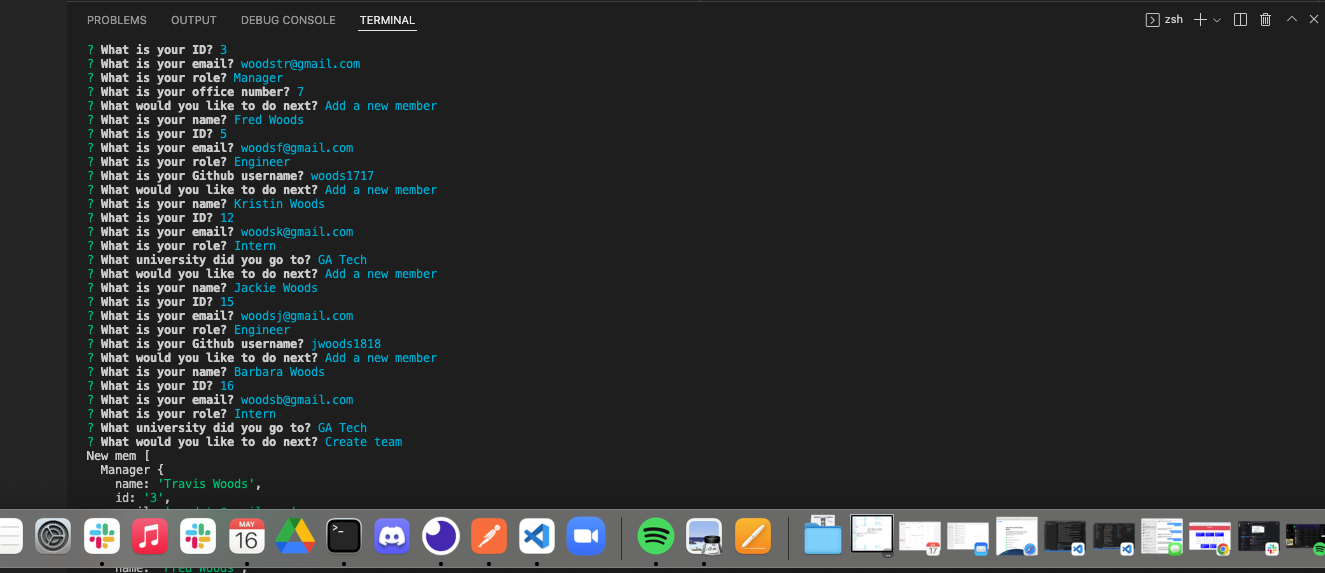 PROBLEMS OUTPUT DEBUG CONSOLE TERMINAL zsh
? What is your ID? 3
? What is your email? woodstr@gmail.com
? What is your role? Manager
? What is your office number? 7
? What would you like to do next? Add a new member
? What is your name? Fred Woods
? What is your ID? 5
? What is your email? woodsf@gmail.com
? What is your role? Engineer
? What is your Github username? woods1717
? What would you like to do next? Add a new member
? What is your name? Kristin Woods
? What is your ID? 12
? What is your email? woodsk@gmail.com
? What is your role? Intern
? What university did you go to? GA Tech
? What would you like to do next? Add a new member
? What is your name? Jackie Woods
? What is your ID? 15
? What is your email? woodsj@gmail.com
? What is your role? Engineer
? What is your Github username? jwoods1818
? What would you like to do next? Add a new member
? What is your name? Barbara Woods
? What is your ID? 16
? What is your email? woodsb@gmail.com
? What is your role? Intern
? What university did you go to? GA Tech
? What would you like to do next? Create team
New mem [
Manager {
name: 'Travis Woods',
id: '3',
MAY
16
17
name: 'Fred Woods',